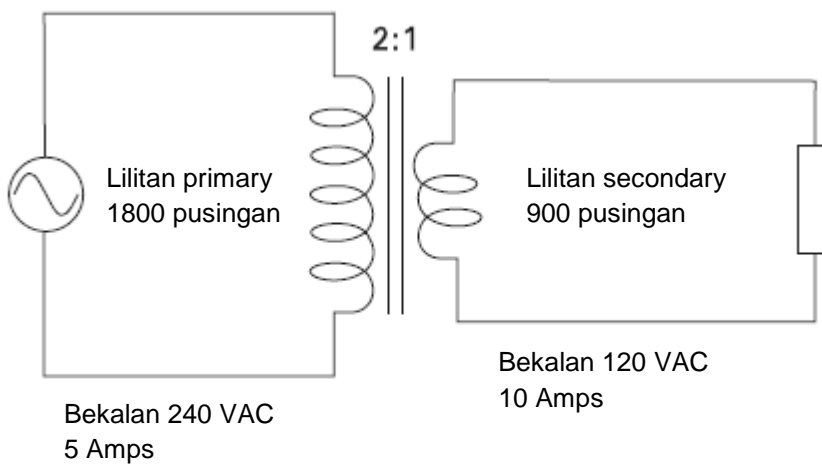 2:1
Lilitan primary
1800 pusingan
Lilitan secondary
900 pusingan
Bekalan 240 VAC
5 Amps
Bekalan 120 VAC
10 Amps